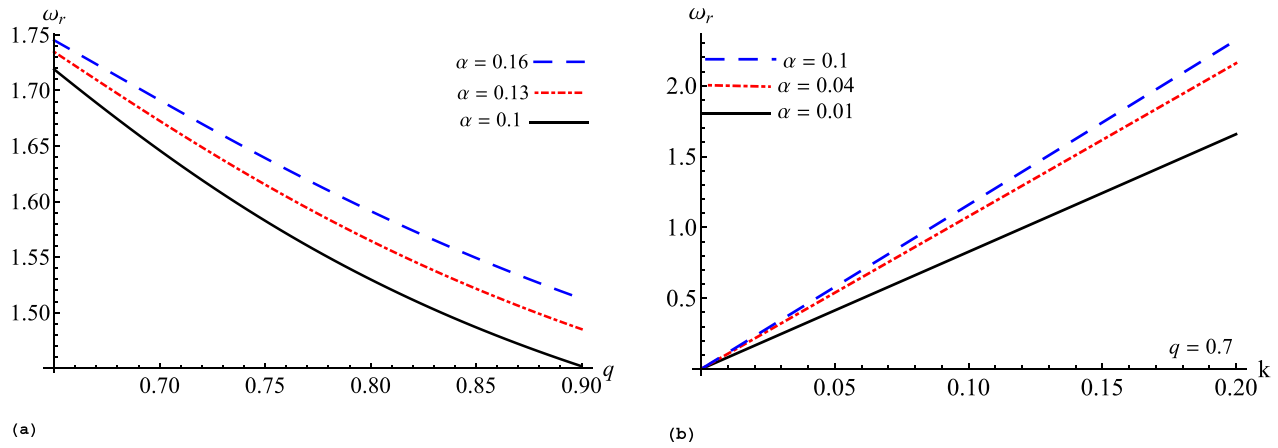 ωr
(a)
1.75
1.70
1.65
1.60
1.55
1.50
α = 0.16
α = 0.13
α = 0.1
0.70 0.75 0.80 0.85 0.90 q
(a)
ωr
(b)
2.0
1.5
1.0
0.5
α = 0.1
α = 0.04
α = 0.01
q = 0.7
0.05 0.10 0.15 0.20 k
(b)